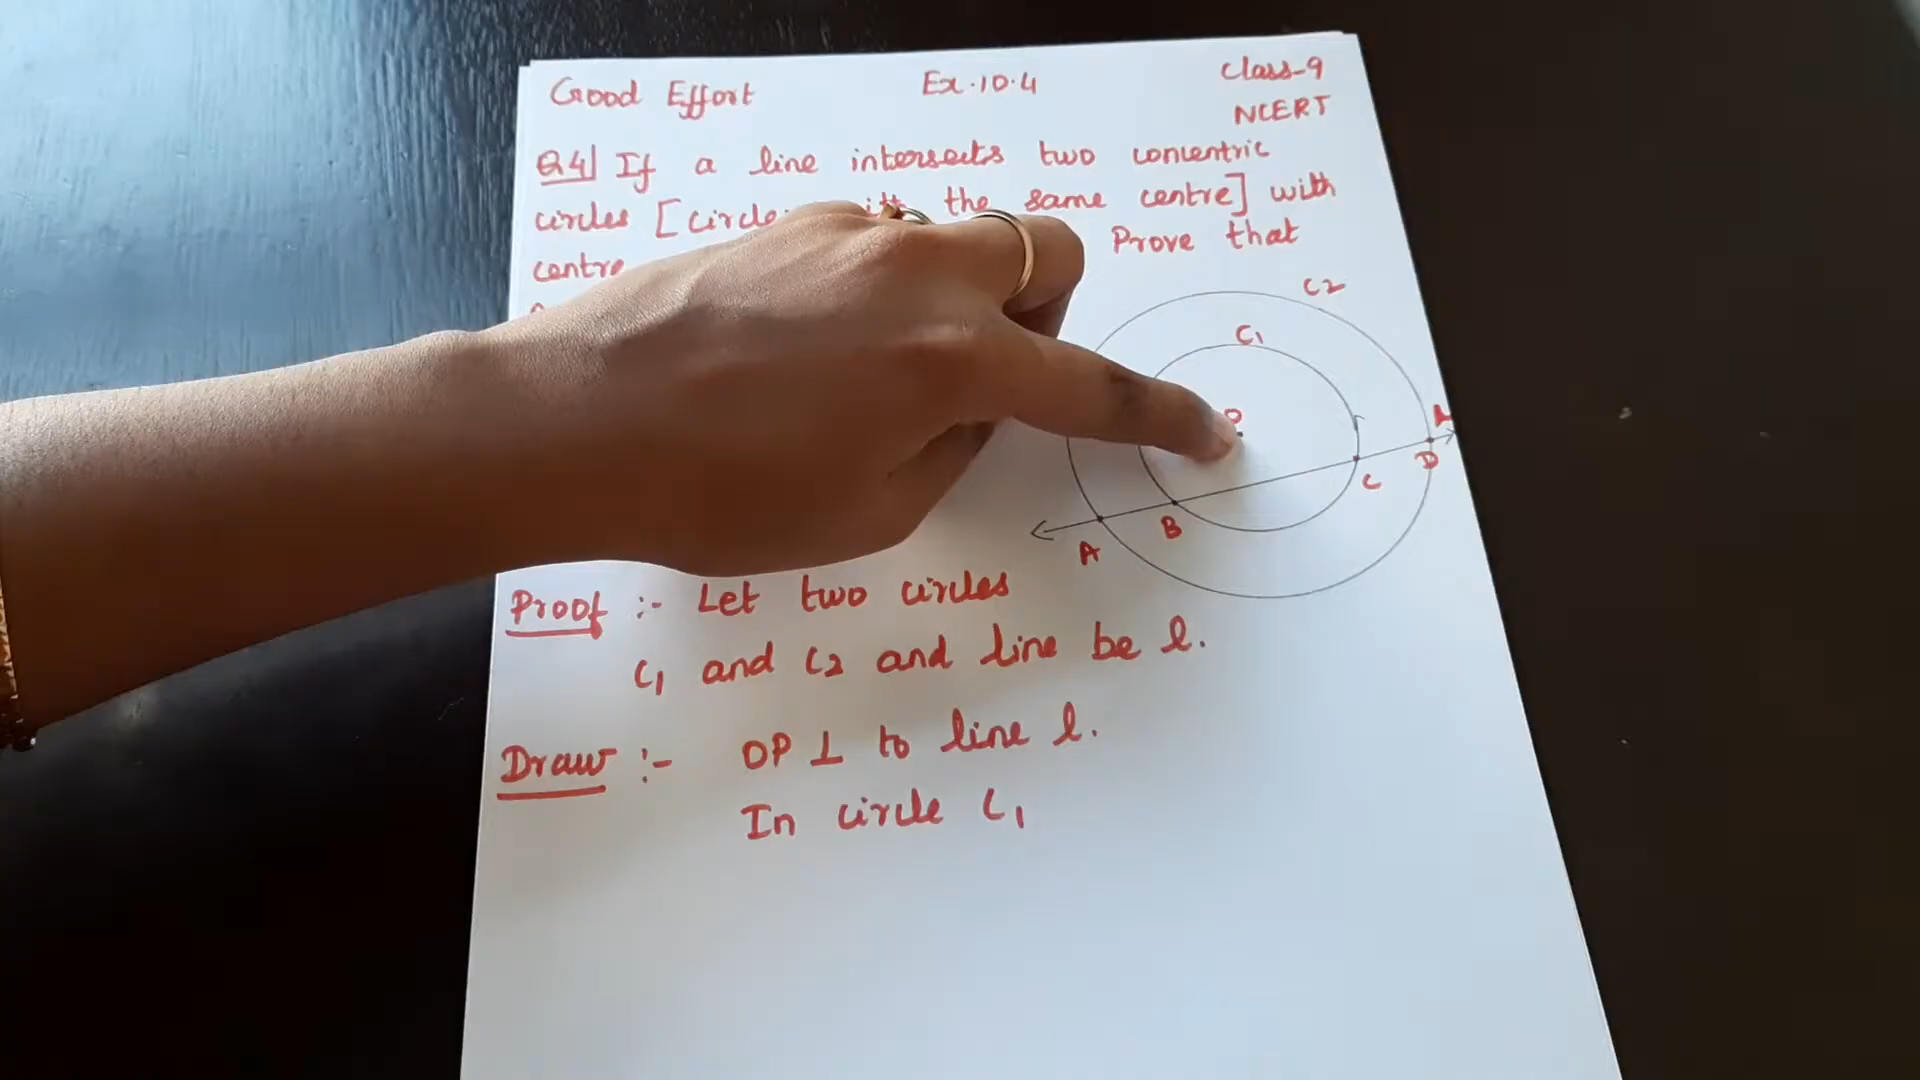 Good Effort Ex.10.4 Class-9
NCERT
Q4| If a line intersects two concentric
circles [circles the same centre] with
centre Prove that
C2
C1
O
l
D
C
B
A
Proof :- Let two circles
C1 and C2 and line be l.
Draw :- OP ⊥ to line l.
In circle C1